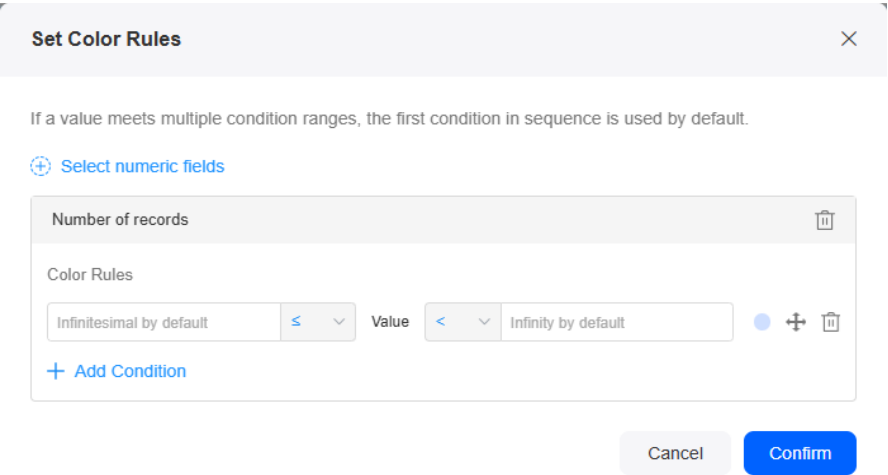 Set Color Rules
If a value meets multiple condition ranges, the first condition in sequence is used by default.
Select numeric fields
Number of records
Color Rules
Infinitesimal by default ≤ Value < Infinity by default
Add Condition
Cancel Confirm